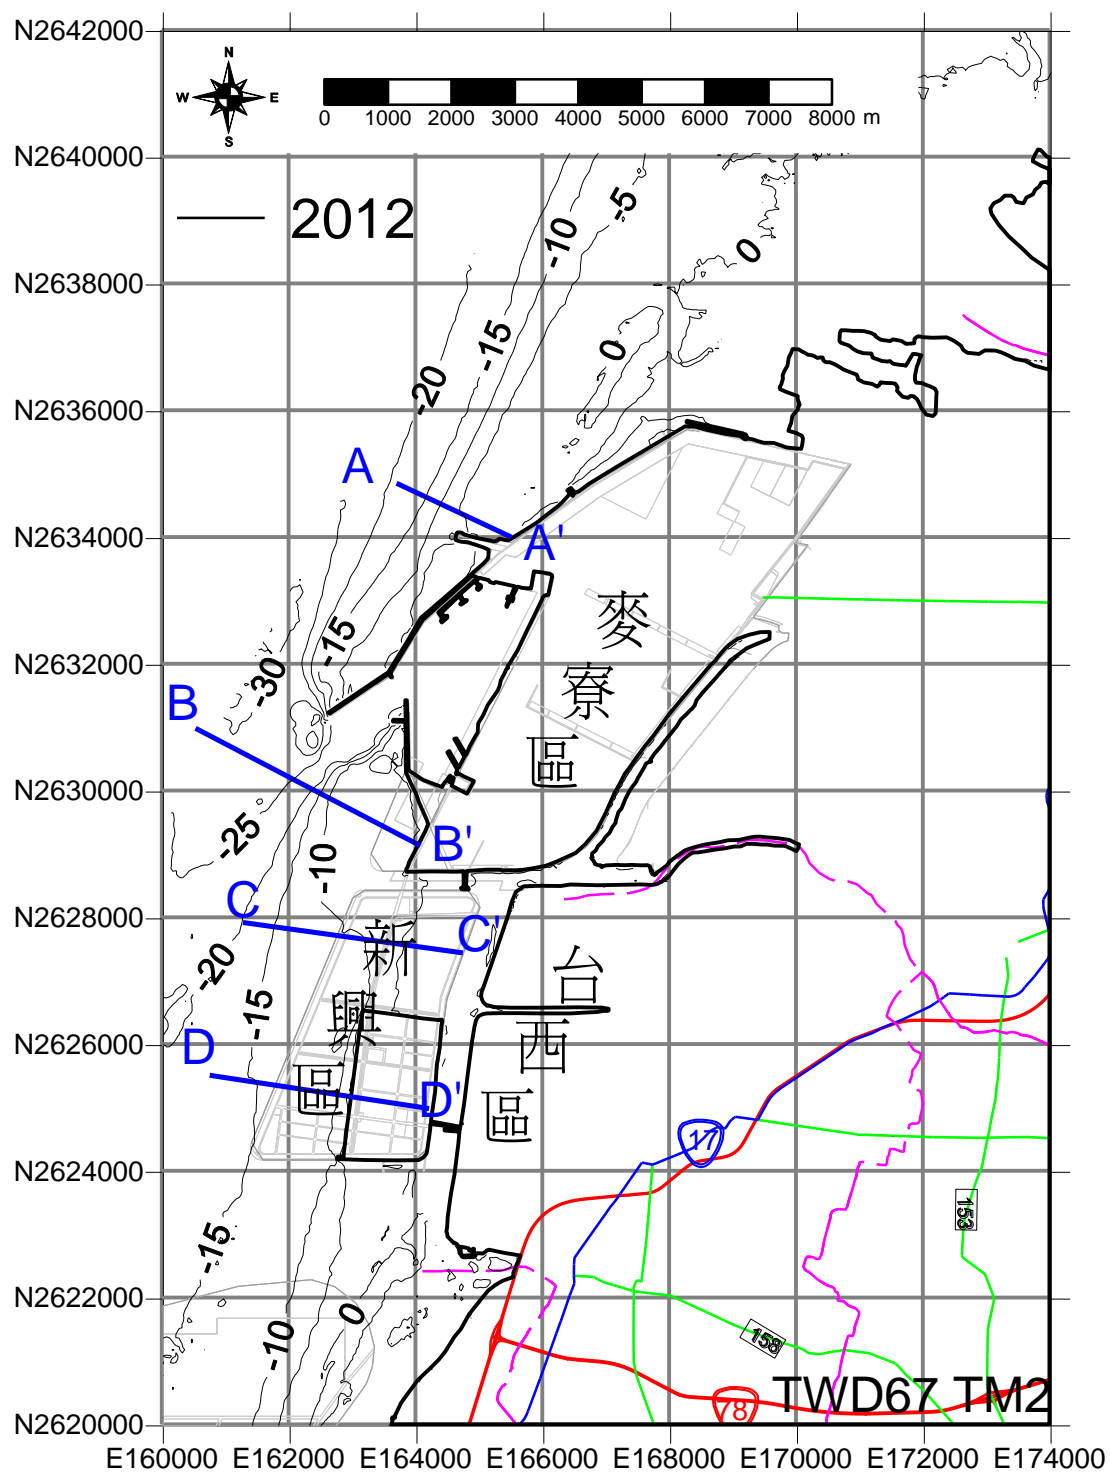 N2642000
N
W E
S
0 1000 2000 3000 4000 5000 6000 7000 8000 m
N2640000
2012
-5
-10
0
N2638000
-15
0
-20
N2636000
A
N2634000
A'
麥
寮
區
-15
N2632000
-30
B
N2630000
-25
B'
-10
N2628000
C
C'
新
興
區
台
西
區
-20
-15
N2626000
D
D'
17
N2624000
153
-15
N2622000
0
-10
158
78
TWD67 TM2
N2620000
E160000 E162000 E164000 E166000 E168000 E170000 E172000 E174000